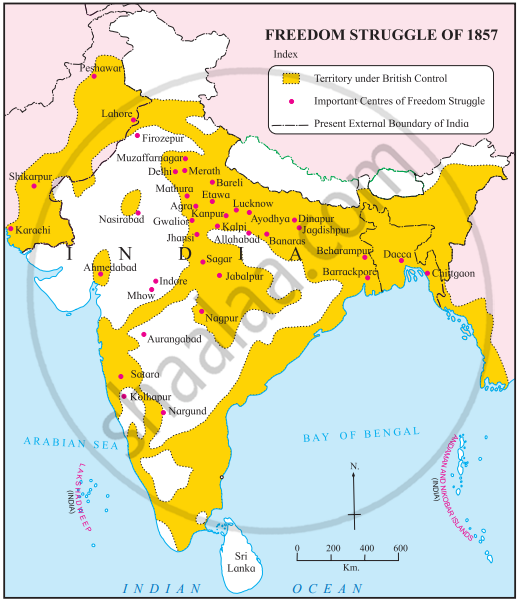 FREEDOM STRUGGLE OF 1857
Index
Territory under British Control
Important Centres of Freedom Struggle
Present External Boundary of India
Peshawar
Lahore
Firozepur
Muzaffarnagar
Delhi
Merath
Shikarpur
Bareli
Mathura
Etawa
Agra
Lucknow
Nasirabad
Kanpur
Ayodhya
Dinapur
Gwalior
Kalpi
Jagdishpur
Karachi
Jhansi
Allahabad
Banaras
INDIA
Beharampur
Dacca
Ahmedabad
Sagar
Indore
Jabalpur
Barrackpore
Chittgaon
Mhow
Nagpur
Aurangabad
Satara
Kolhapur
Nargund
ARABIAN SEA
BAY OF BENGAL
LAKSHADWEEP
(INDIA)
ANDAMAN AND NICOBAR ISLANDS
(INDIA)
N.
Sri
Lanka
0 200 400 600
Km.
INDIAN OCEAN
shaalaa.com